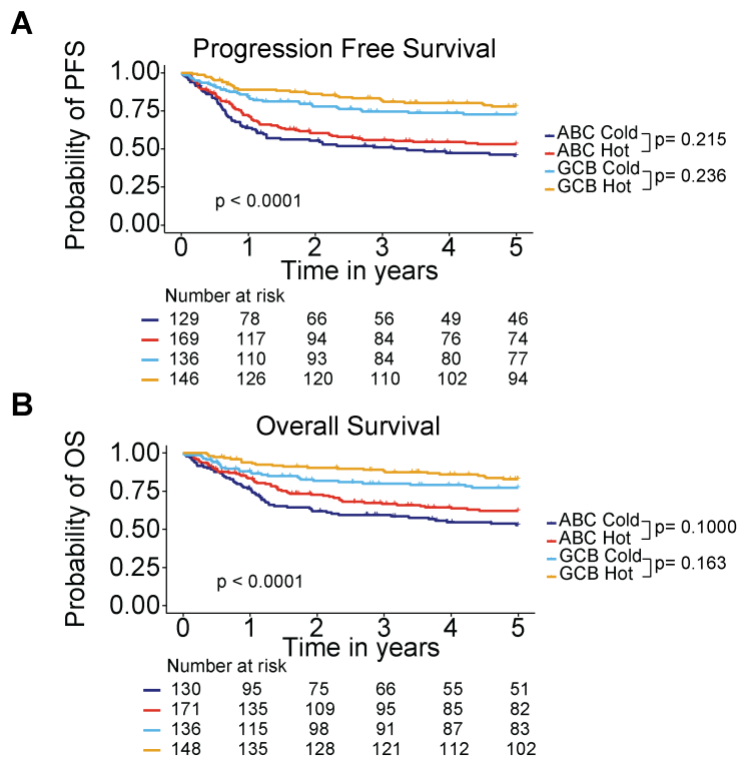 A
Progression Free Survival
Probability of PFS
1.00
0.75
0.50
0.25
0.00
p < 0.0001
0 1 2 3 4 5
Time in years
ABC Cold
ABC Hot
p= 0.215
GCB Cold
GCB Hot
p= 0.236
Number at risk
129 78 66 56 49 46
169 117 94 84 76 74
136 110 93 84 80 77
146 126 120 110 102 94
B
Overall Survival
Probability of OS
1.00
0.75
0.50
0.25
0.00
p < 0.0001
0 1 2 3 4 5
Time in years
ABC Cold
ABC Hot
p= 0.1000
GCB Cold
GCB Hot
p= 0.163
Number at risk
130 95 75 66 55 51
171 135 109 95 85 82
136 115 98 91 87 83
148 135 128 121 112 102